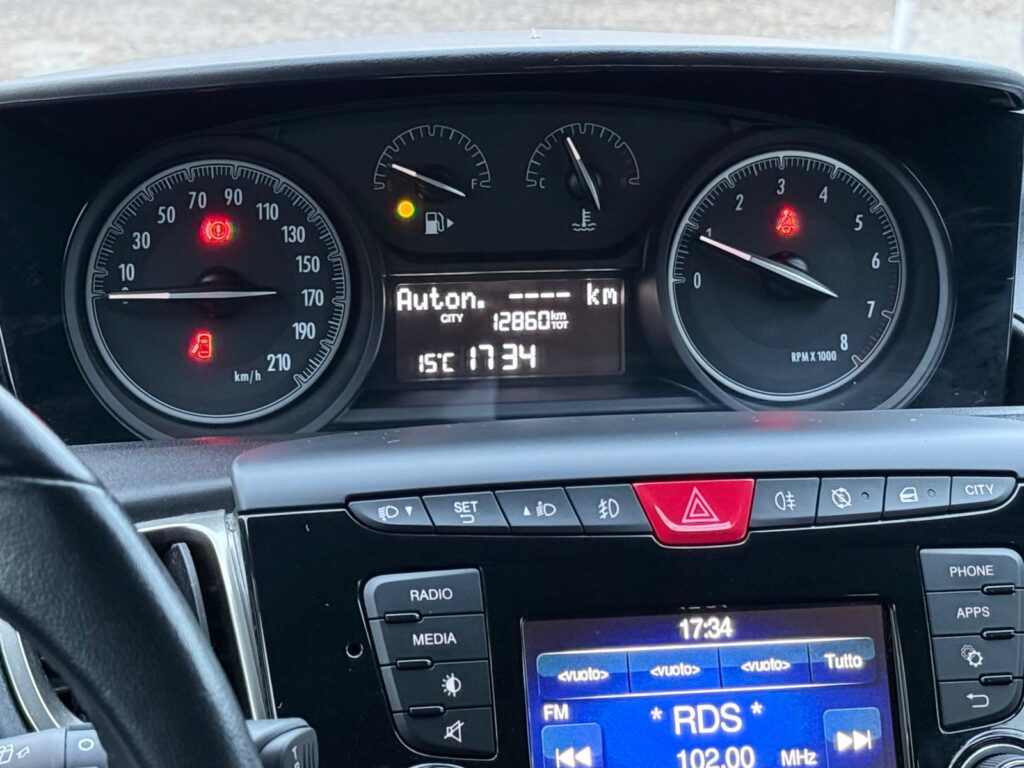 10
30
50
70
90
110
130
150
170
190
210
km/h
F
C
0
1
2
3
4
5
6
7
8
RPM X 1000
Auton. ---- km
CITY
12860 km TOT
15°C 17 34
SET
CITY
RADIO
MEDIA
PHONE
APPS
17:34
<vuoto> <vuoto> <vuoto> Tutto
FM
* RDS *
102.00 MHz